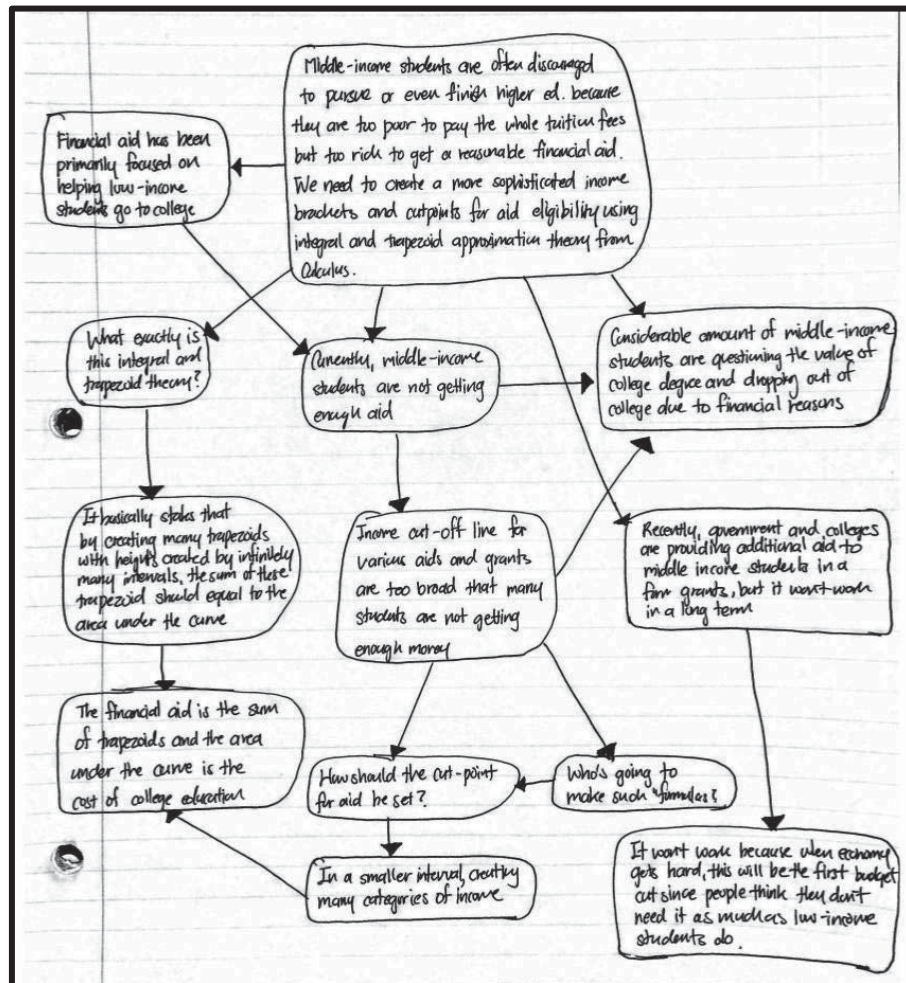 Middle-income students are often discouraged
to pursue or even finish higher ed. because
they are too poor to pay the whole tuition fees
but too rich to get a reasonable financial aid.
We need to create a more sophisticated income
brackets and cutpoints for aid eligibility using
integral and trapezoid approximation theory from
Calculus.
Financial aid has been
primarily focused on
helping low-income
students go to college
What exactly is
this integral and
trapezoid theory?
Currently, middle-income
students are not getting
enough aid
Considerable amount of middle-income
students are questioning the value of
college degree and dropping out of
college due to financial reasons
It basically states that
by creating many trapezoids
with heights created by infinitely
many intervals, the sum of these
trapezoid should equal to the
area under the curve
Income cut-off line for
various aids and grants
are too broad that many
students are not getting
enough money
Recently, government and colleges
are providing additional aid to
middle income students in a
form grants, but it wont work
in a long term
The financial aid is the sum
of trapezoids and the area
under the curve is the
cost of college education
How should the cut-point
for aid be set?
Who's going to
make such "formulas?
In a smaller interval, creating
many categories of income
It wont work because when economy
gets hard, this will be the first budget
cut since people think they don't
need it as much as low-income
students do.